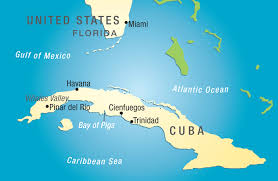 UNITED STATES
FLORIDA
Miami
Gulf of Mexico
Atlantic Ocean
Havana
Viñales Valley
Pinar del Rio
Cienfuegos
Trinidad
Bay of Pigs
CUBA
Caribbean Sea